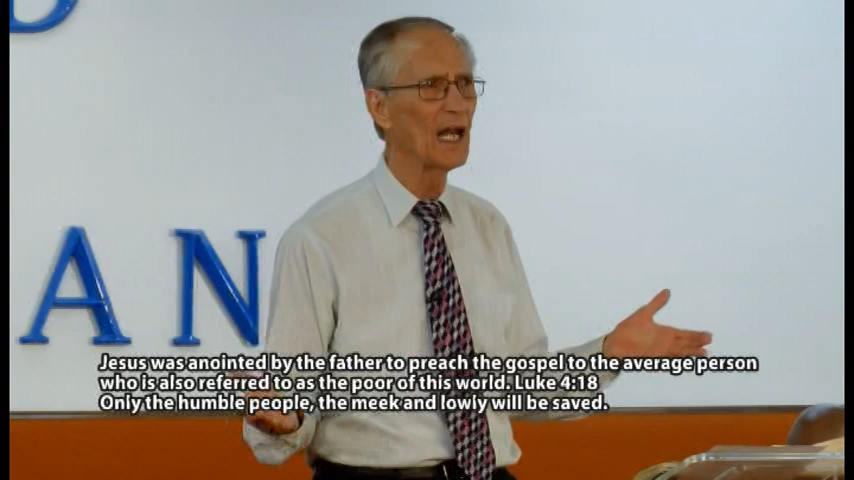 D
AN
Jesus was anointed by the father to preach the gospel to the average person
who is also referred to as the poor of this world. Luke 4:18
Only the humble people, the meek and lowly will be saved.